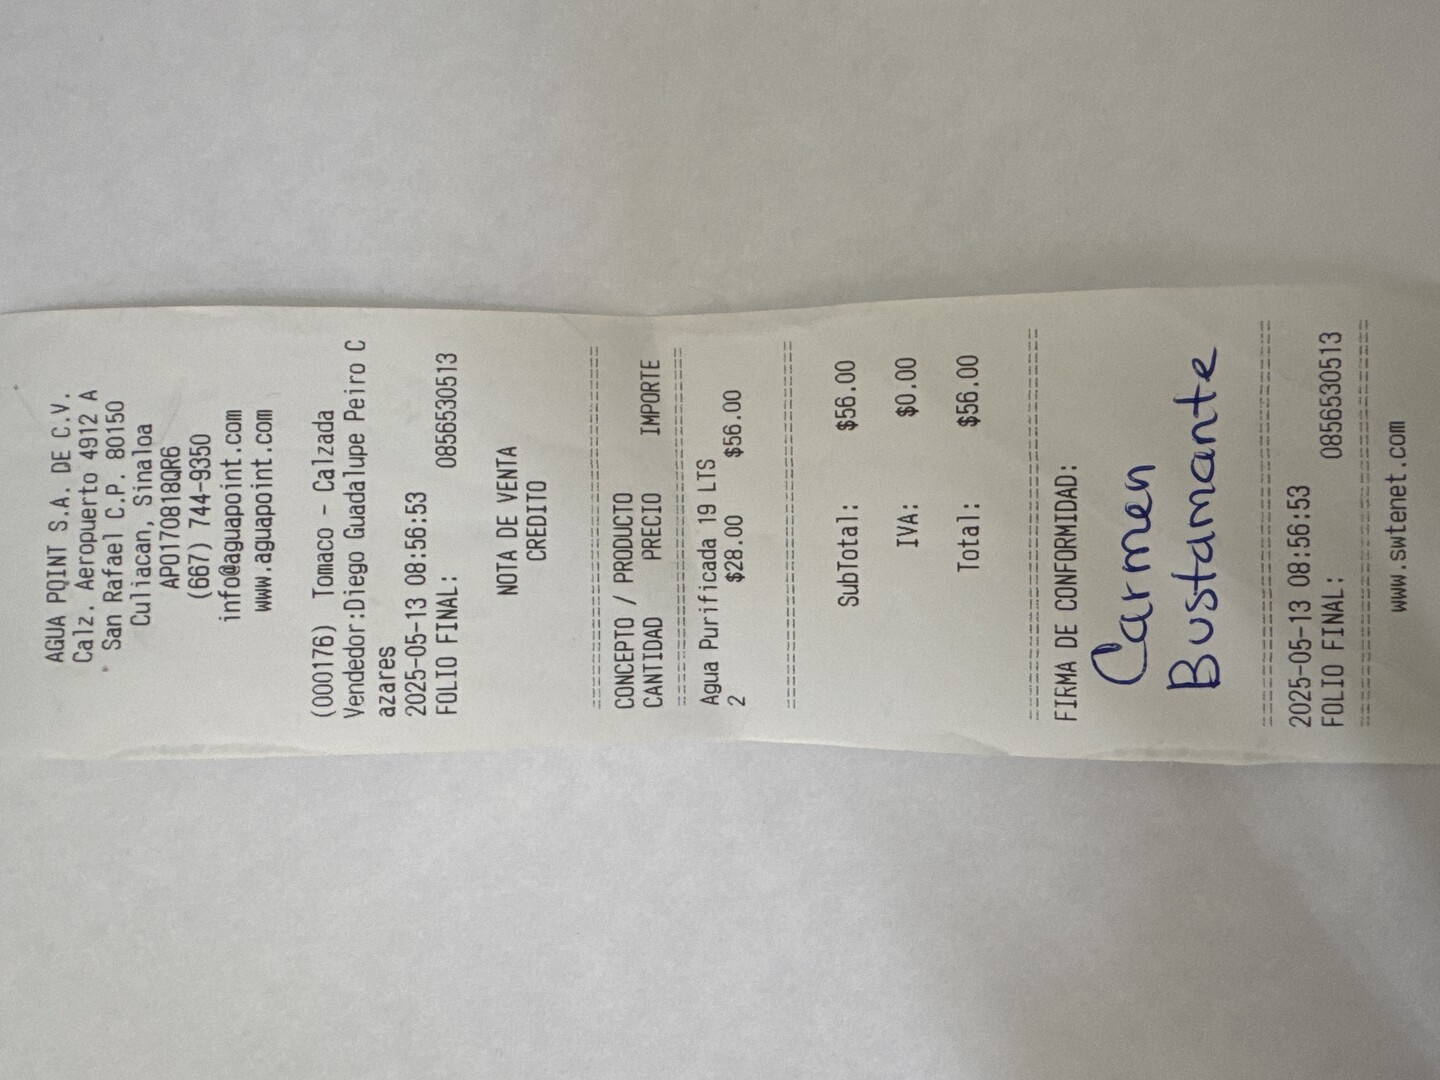 AGUA POINT S.A. DE C.V.
Calz. Aeropuerto 4912 A
San Rafael C.P. 80150
Culiacan, Sinaloa
APO170818QR6
(667) 744-9350
info@aguapoint.com
www.aguapoint.com
(000176) Tomaco - Calzada
Vendedor:Diego Guadalupe Peiro C
azares
2025-05-13 08:56:53
FOLIO FINAL: 0856530513
NOTA DE VENTA
CREDITO
================================
CONCEPTO / PRODUCTO
CANTIDAD PRECIO IMPORTE
================================
Agua Purificada 19 LTS
2 $28.00 $56.00
================================
SubTotal: $56.00
IVA: $0.00
Total: $56.00
================================
FIRMA DE CONFORMIDAD:
Carmen
Bustamante
================================
2025-05-13 08:56:53
FOLIO FINAL: 0856530513
================================
www.swtenet.com